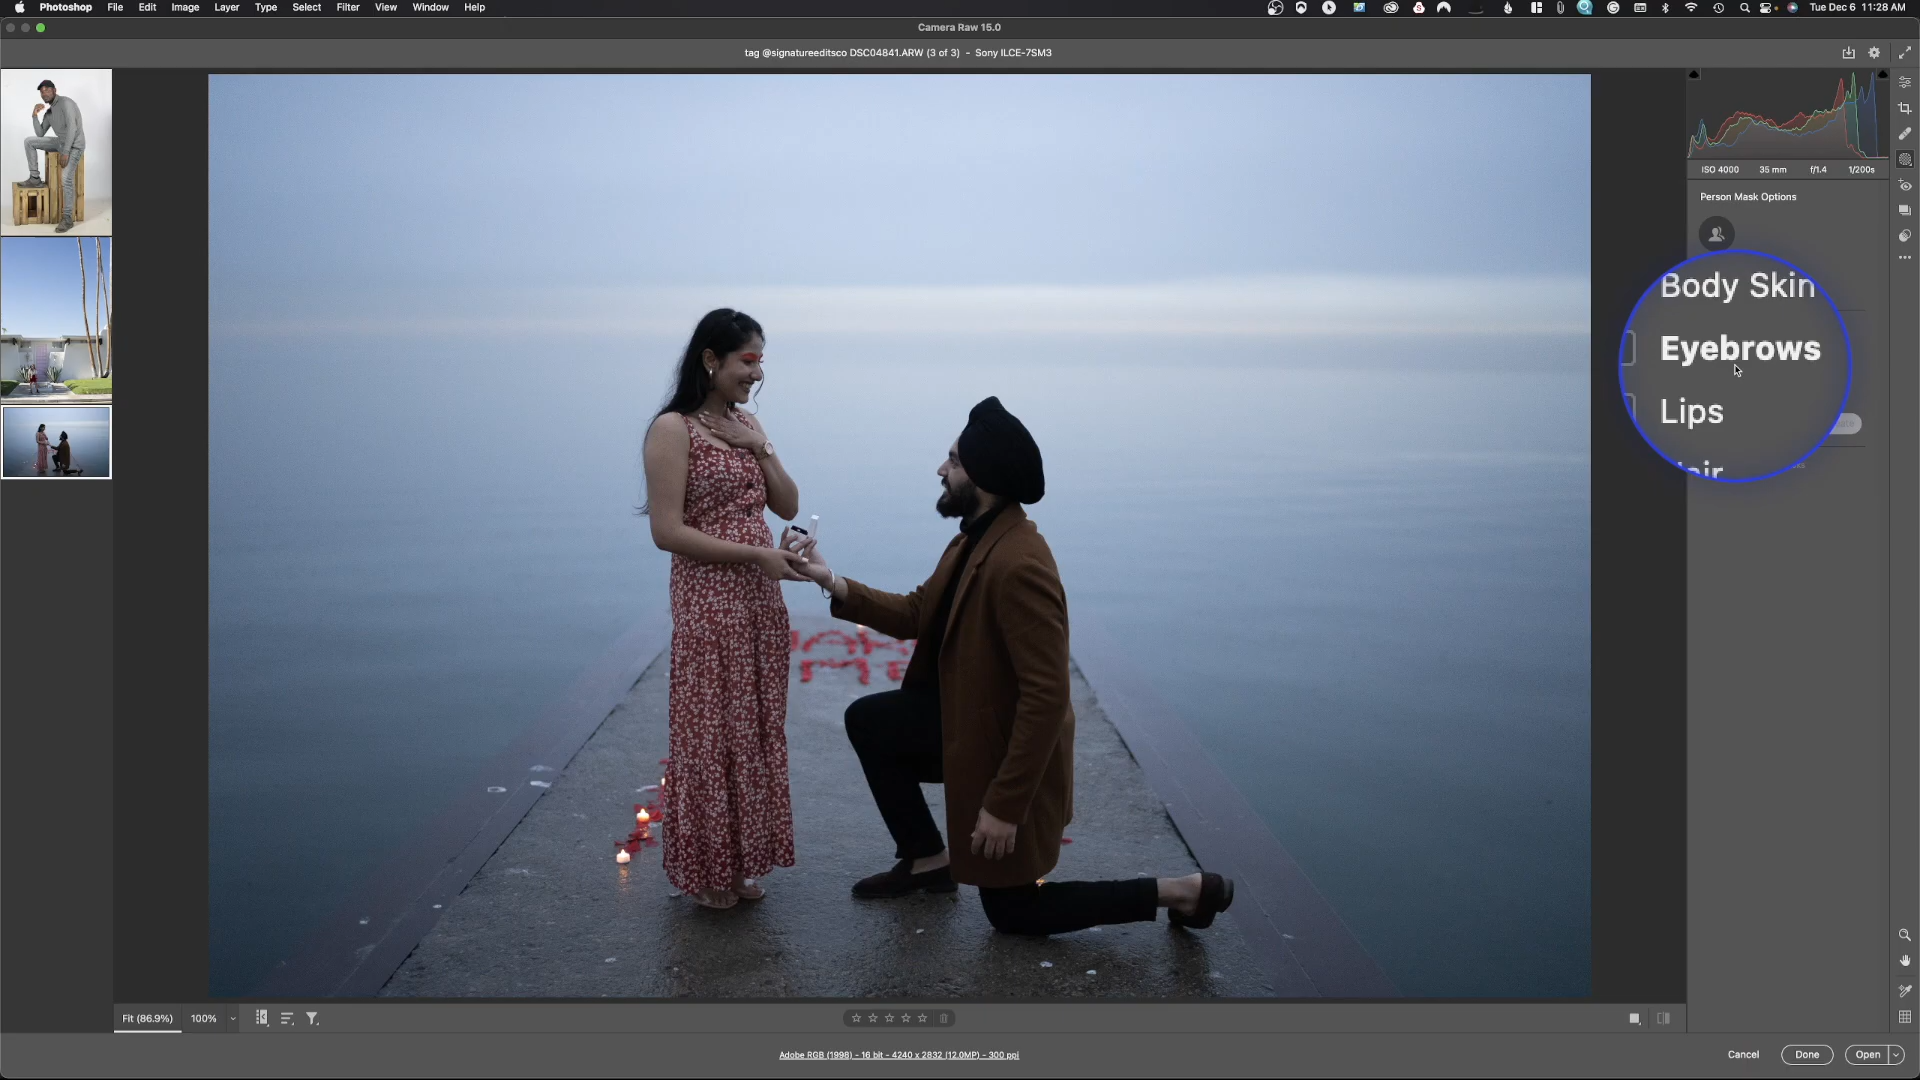 Photoshop File Edit Image Layer Type Select Filter View Window Help Tue Dec 6 11:28 AM
Camera Raw 15.0
tag @signatureeditsco DSC04841.ARW (3 of 3) - Sony ILCE-7SM3
ISO 4000 35 mm f/1.4 1/200s
Person Mask Options
Body Skin
Eyebrows
Lips
Fit (86.9%) 100%
Adobe RGB (1998) - 16 bit - 4240 x 2832 (12.0MP) - 300 ppi
Cancel Done Open